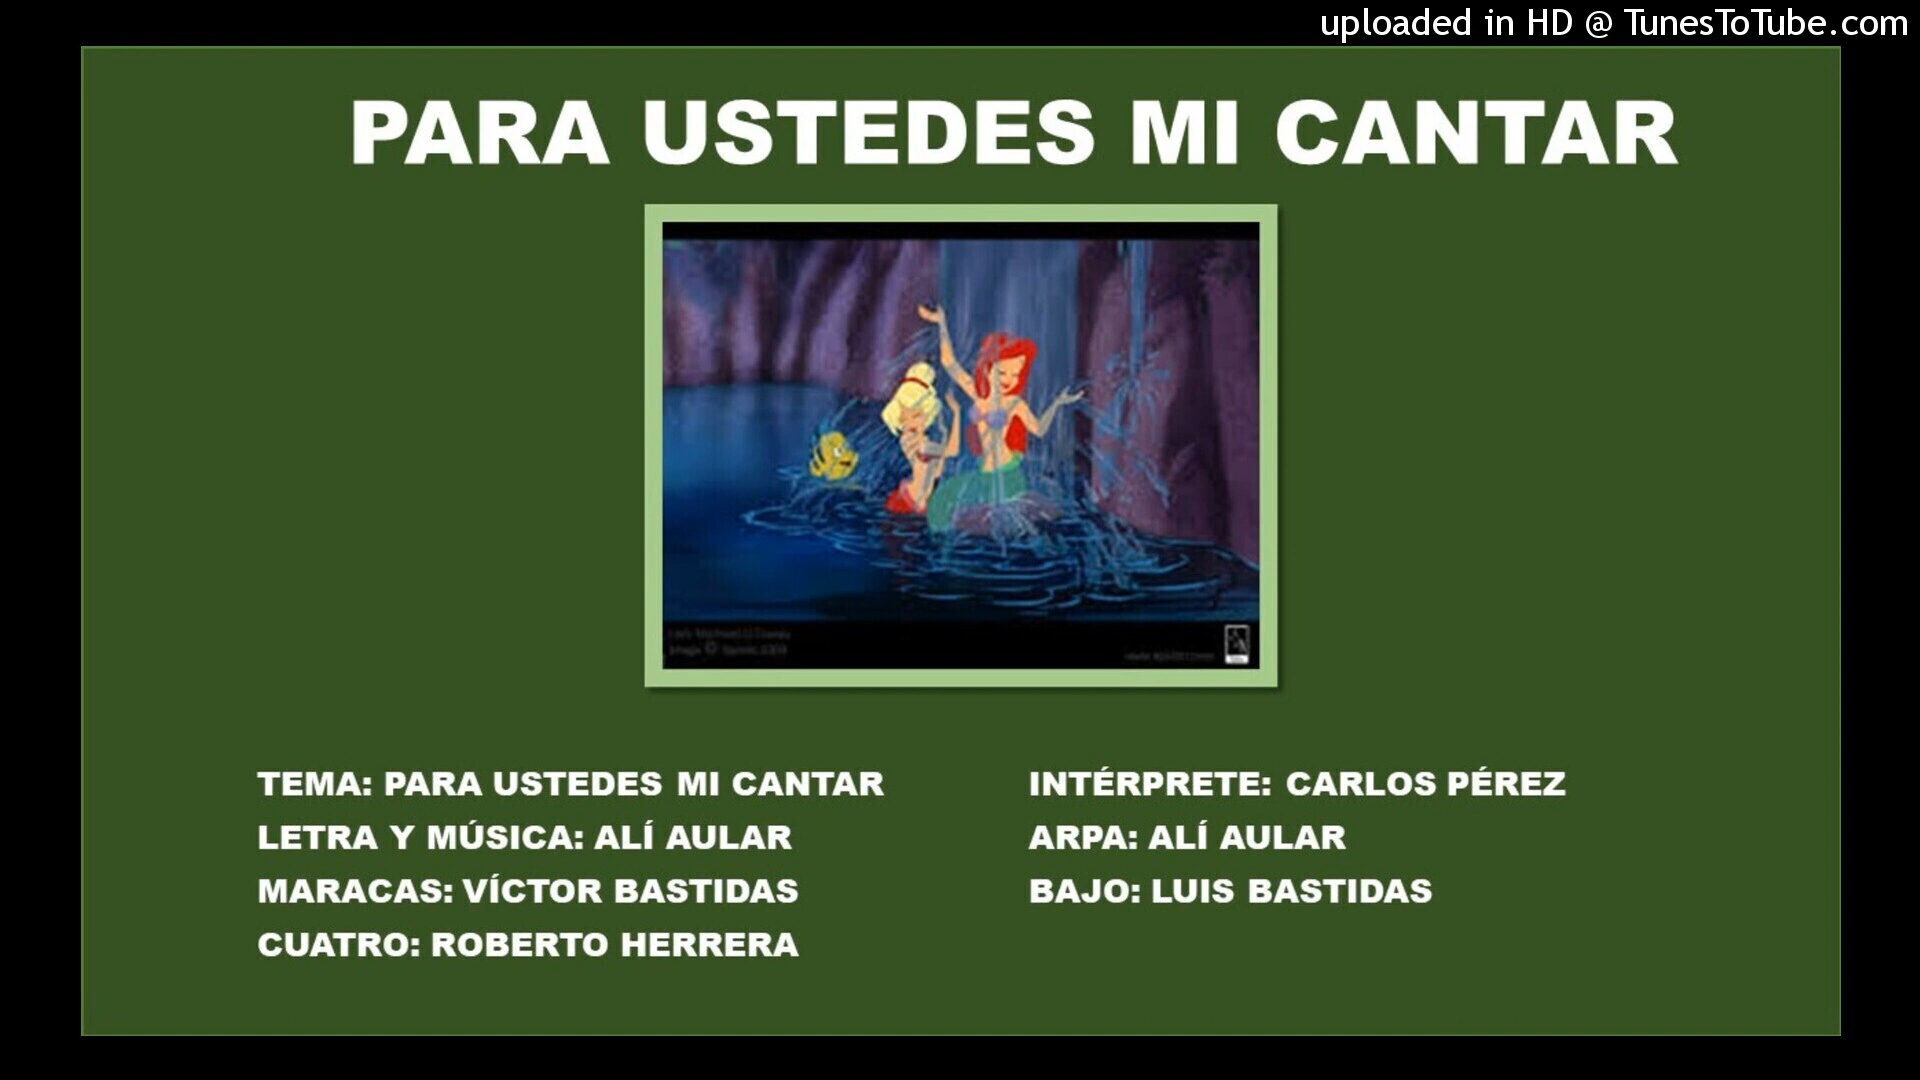 uploaded in HD @ TunesToTube.com
PARA USTEDES MI CANTAR
TEMA: PARA USTEDES MI CANTAR
LETRA Y MÚSICA: ALÍ AULAR
MARACAS: VÍCTOR BASTIDAS
CUATRO: ROBERTO HERRERA
INTÉRPRETE: CARLOS PÉREZ
ARPA: ALÍ AULAR
BAJO: LUIS BASTIDAS